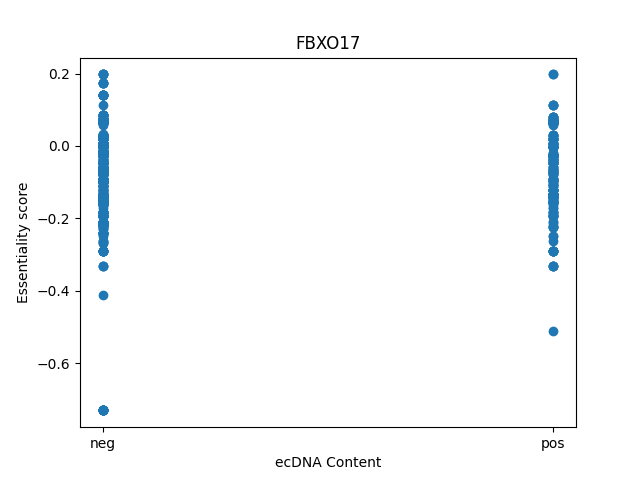 FBXO17
0.2
0.0
−0.2
−0.4
−0.6
Essentiality score
neg
pos
ecDNA Content